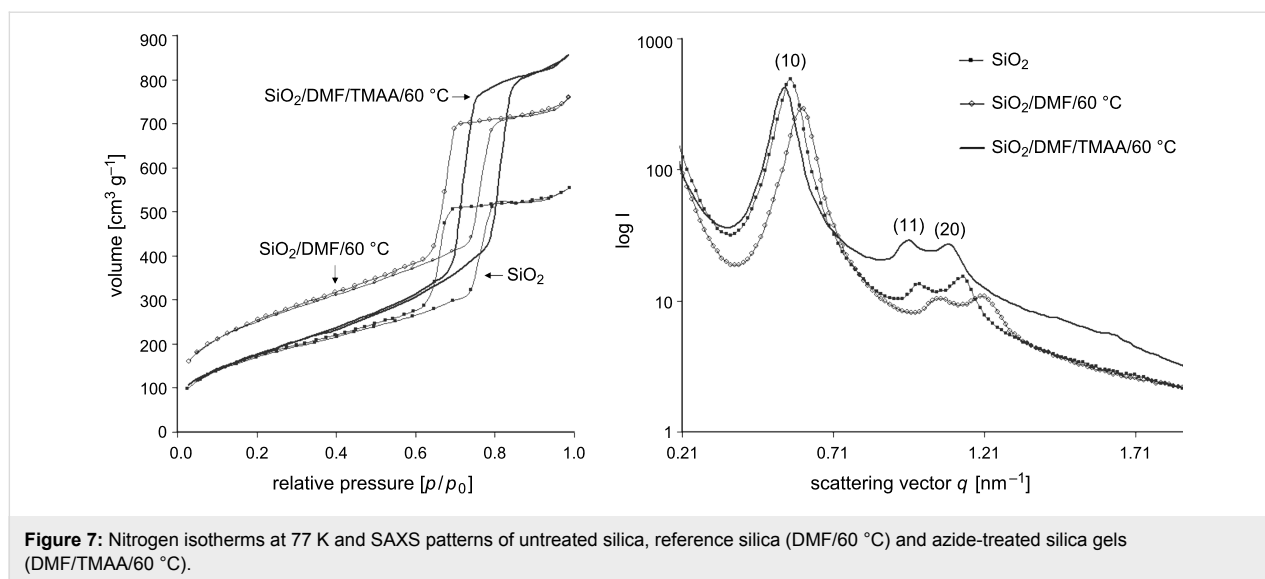 900
800
700
600
500
400
300
200
100
0
volume [cm³ g⁻¹]
0.0 0.2 0.4 0.6 0.8 1.0
relative pressure [p/p₀]
SiO₂/DMF/TMAA/60 °C
SiO₂/DMF/60 °C
SiO₂
1000
100
10
1
log I
0.21 0.71 1.21 1.71
scattering vector q [nm⁻¹]
(10)
(11) (20)
SiO₂
SiO₂/DMF/60 °C
SiO₂/DMF/TMAA/60 °C
Figure 7: Nitrogen isotherms at 77 K and SAXS patterns of untreated silica, reference silica (DMF/60 °C) and azide-treated silica gels
(DMF/TMAA/60 °C).